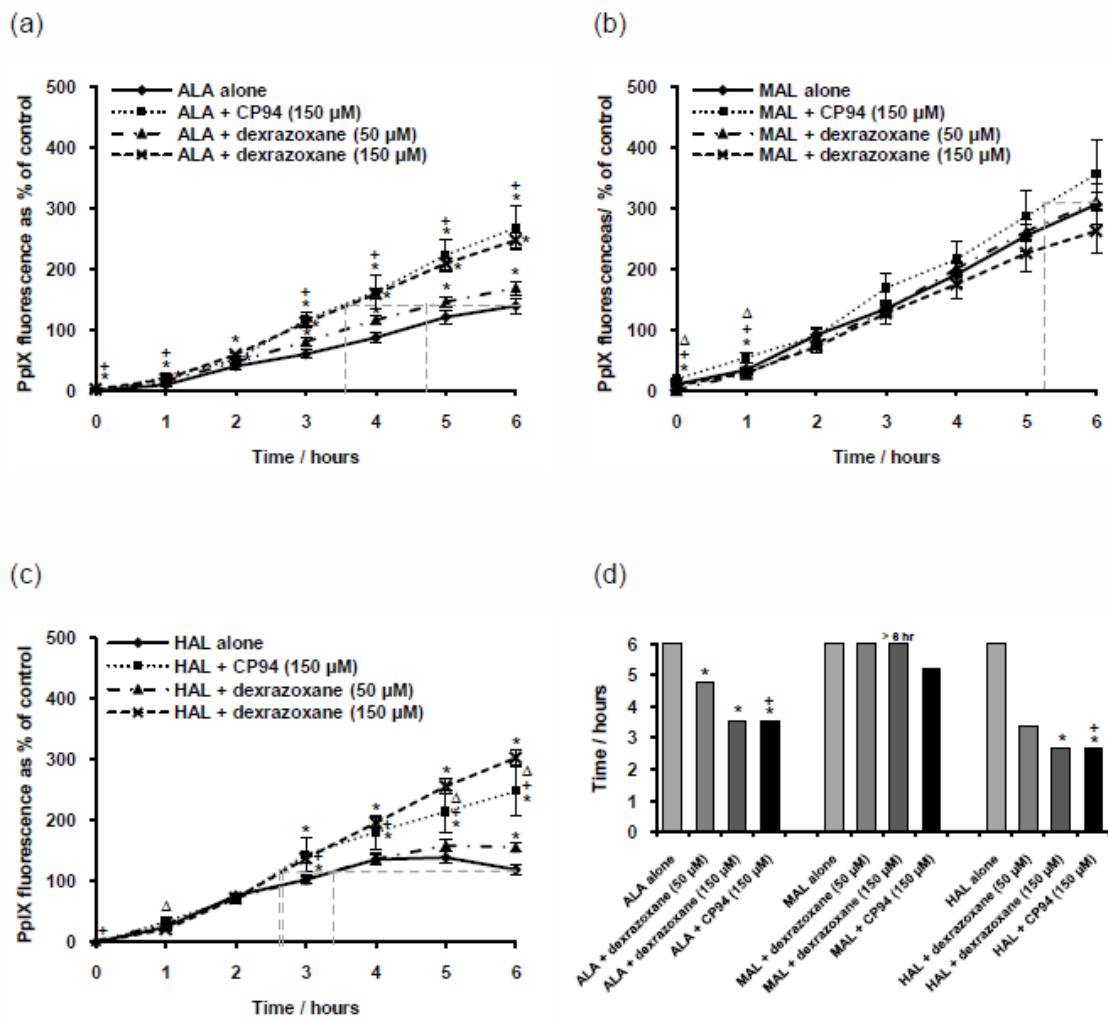 (a)
500
400
300
200
100
0
PpIX fluorescence as % of control
ALA alone
ALA + CP94 (150 µM)
ALA + dexrazoxane (50 µM)
ALA + dexrazoxane (150 µM)
0 1 2 3 4 5 6
Time / hours
(b)
500
400
300
200
100
0
PpIX fluorescenceas/ % of control
MAL alone
MAL + CP94 (150 µM)
MAL + dexrazoxane (50 µM)
MAL + dexrazoxane (150 µM)
0 1 2 3 4 5 6
Time / hours
(c)
500
400
300
200
100
0
PpIX fluorescence as % of control
HAL alone
HAL + CP94 (150 µM)
HAL + dexrazoxane (50 µM)
HAL + dexrazoxane (150 µM)
0 1 2 3 4 5 6
Time / hours
(d)
6
5
4
3
2
1
0
Time / hours
> 6 hr
ALA alone
ALA + dexrazoxane (50 µM)
ALA + dexrazoxane (150 µM)
ALA + CP94 (150 µM)
MAL alone
MAL + dexrazoxane (50 µM)
MAL + dexrazoxane (150 µM)
MAL + CP94 (150 µM)
HAL alone
HAL + dexrazoxane (50 µM)
HAL + dexrazoxane (150 µM)
HAL + CP94 (150 µM)